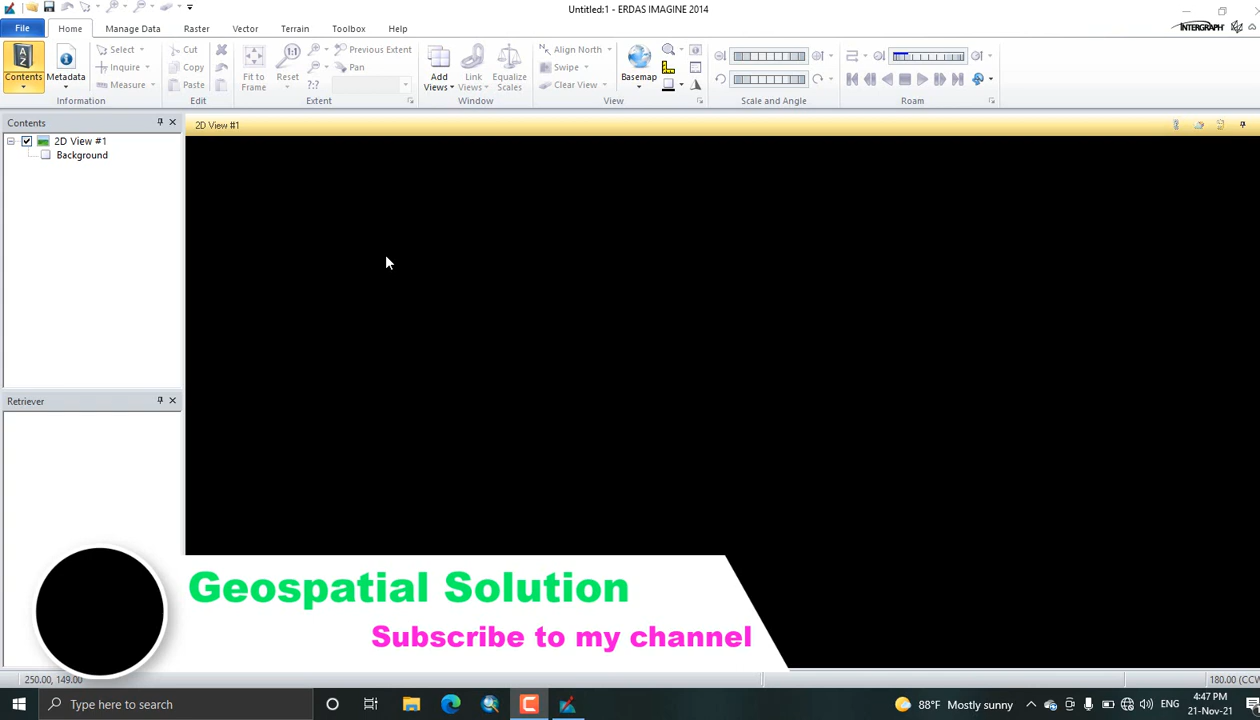 Untitled:1 - ERDAS IMAGINE 2014
File Home Manage Data Raster Vector Terrain Toolbox Help
INTERGRAPH
Contents
Metadata
Select
Inquire
Measure
Information
Cut
Copy
Paste
Edit
Fit to Frame
1:1
Reset
?:?
Previous Extent
Pan
Extent
Add Views
Link Views
Equalize Scales
Window
Align North
Swipe
Clear View
Basemap
View
Scale and Angle
Roam
Contents
2D View #1
2D View #1
Background
Retriever
Geospatial Solution
Subscribe to my channel
250.00, 149.00
180.00 (CCW
Type here to search
88°F Mostly sunny
ENG
4:47 PM
21-Nov-21